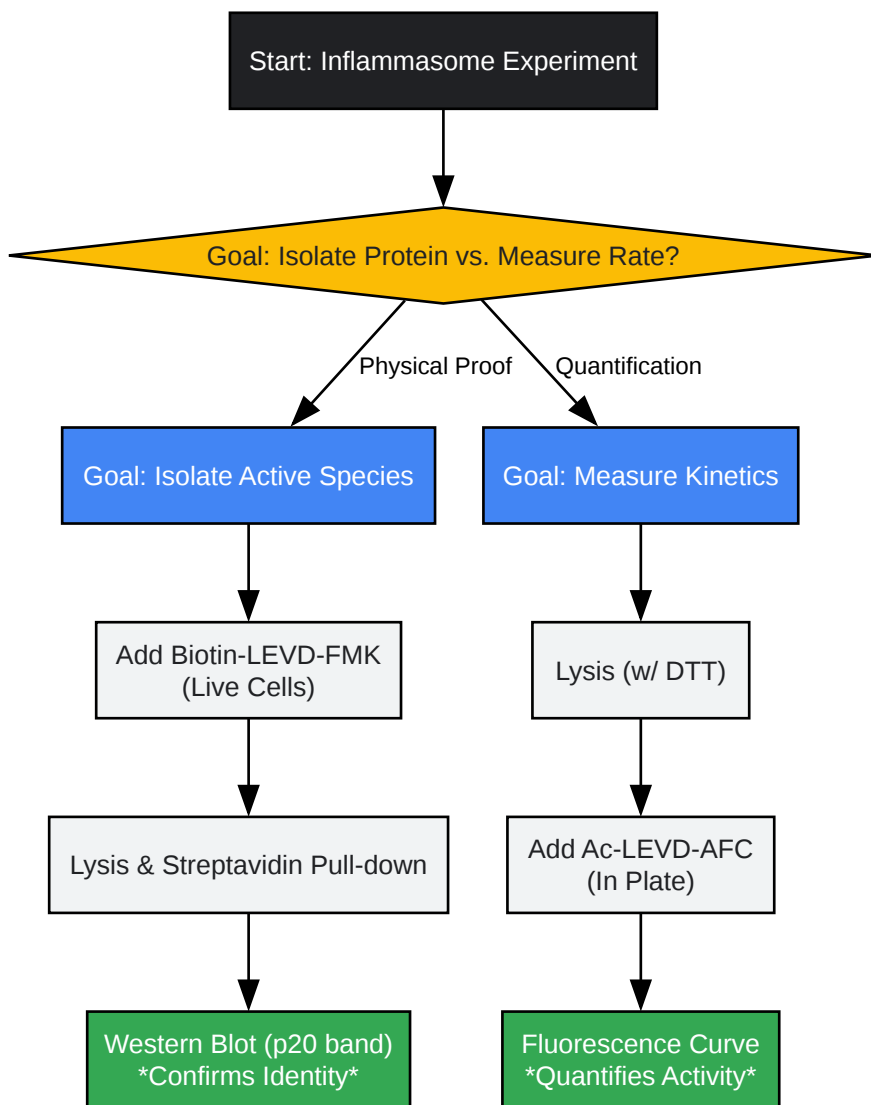 Start: Inflammasome Experiment
Goal: Isolate Protein vs. Measure Rate?
Physical Proof
Quantification
Goal: Isolate Active Species
Goal: Measure Kinetics
Add Biotin-LEVD-FMK
(Live Cells)
Lysis (w/ DTT)
Lysis & Streptavidin Pull-down
Add Ac-LEVD-AFC
(In Plate)
Western Blot (p20 band)
*Confirms Identity*
Fluorescence Curve
*Quantifies Activity*